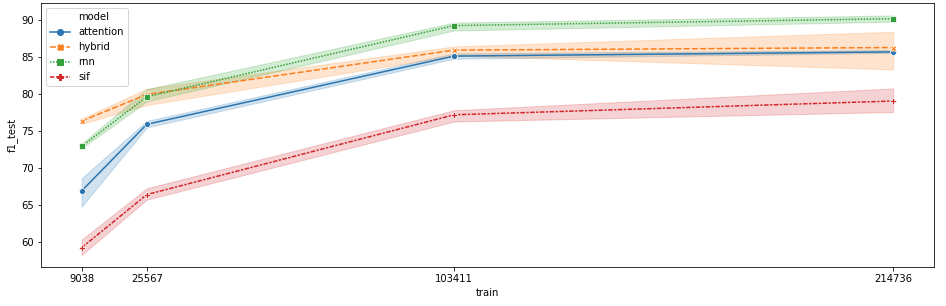 model
attention
hybrid
rnn
sif
f1_test
90
85
80
75
70
65
60
9038
25567
103411
214736
train